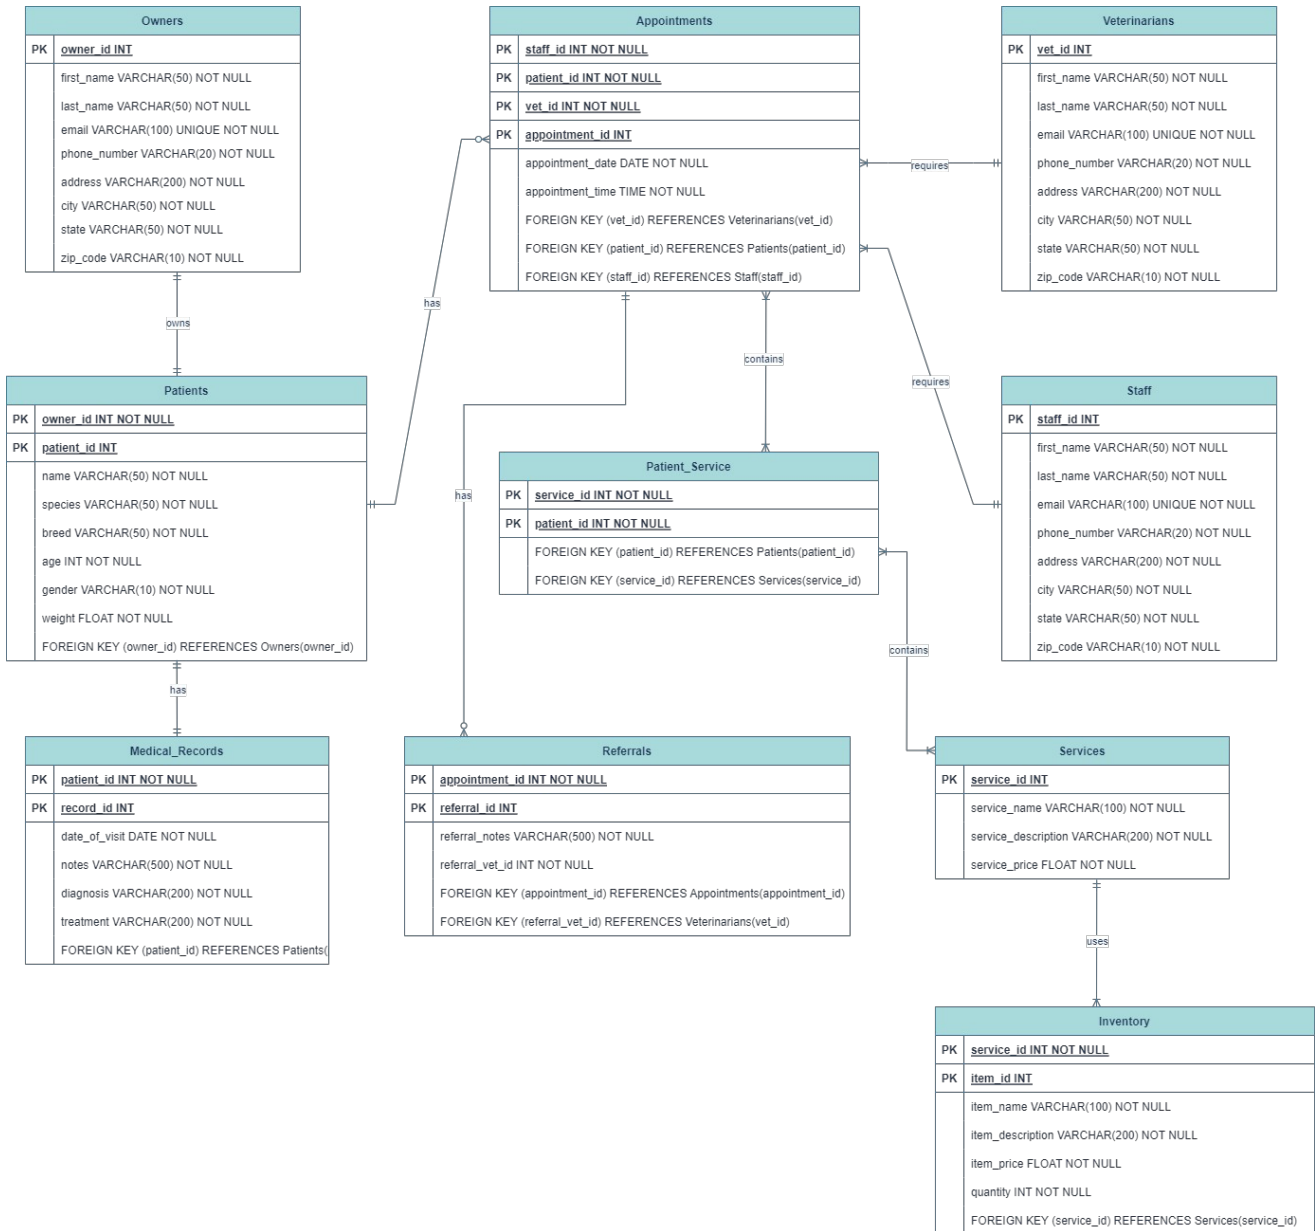 Owners
PK owner_id INT
first_name VARCHAR(50) NOT NULL
last_name VARCHAR(50) NOT NULL
email VARCHAR(100) UNIQUE NOT NULL
phone_number VARCHAR(20) NOT NULL
address VARCHAR(200) NOT NULL
city VARCHAR(50) NOT NULL
state VARCHAR(50) NOT NULL
zip_code VARCHAR(10) NOT NULL
Appointments
PK staff_id INT NOT NULL
PK patient_id INT NOT NULL
PK vet_id INT NOT NULL
PK appointment_id INT
appointment_date DATE NOT NULL
appointment_time TIME NOT NULL
FOREIGN KEY (vet_id) REFERENCES Veterinarians(vet_id)
FOREIGN KEY (patient_id) REFERENCES Patients(patient_id)
FOREIGN KEY (staff_id) REFERENCES Staff(staff_id)
requires
Veterinarians
PK vet_id INT
first_name VARCHAR(50) NOT NULL
last_name VARCHAR(50) NOT NULL
email VARCHAR(100) UNIQUE NOT NULL
phone_number VARCHAR(20) NOT NULL
address VARCHAR(200) NOT NULL
city VARCHAR(50) NOT NULL
state VARCHAR(50) NOT NULL
zip_code VARCHAR(10) NOT NULL
owns
has
contains
requires
Patients
PK owner_id INT NOT NULL
PK patient_id INT
name VARCHAR(50) NOT NULL
species VARCHAR(50) NOT NULL
breed VARCHAR(50) NOT NULL
age INT NOT NULL
gender VARCHAR(10) NOT NULL
weight FLOAT NOT NULL
FOREIGN KEY (owner_id) REFERENCES Owners(owner_id)
has
Patient_Service
PK service_id INT NOT NULL
PK patient_id INT NOT NULL
FOREIGN KEY (patient_id) REFERENCES Patients(patient_id)
FOREIGN KEY (service_id) REFERENCES Services(service_id)
Staff
PK staff_id INT
first_name VARCHAR(50) NOT NULL
last_name VARCHAR(50) NOT NULL
email VARCHAR(100) UNIQUE NOT NULL
phone_number VARCHAR(20) NOT NULL
address VARCHAR(200) NOT NULL
city VARCHAR(50) NOT NULL
state VARCHAR(50) NOT NULL
zip_code VARCHAR(10) NOT NULL
has
contains
Medical_Records
PK patient_id INT NOT NULL
PK record_id INT
date_of_visit DATE NOT NULL
notes VARCHAR(500) NOT NULL
diagnosis VARCHAR(200) NOT NULL
treatment VARCHAR(200) NOT NULL
FOREIGN KEY (patient_id) REFERENCES Patients(
Referrals
PK appointment_id INT NOT NULL
PK referral_id INT
referral_notes VARCHAR(500) NOT NULL
referral_vet_id INT NOT NULL
FOREIGN KEY (appointment_id) REFERENCES Appointments(appointment_id)
FOREIGN KEY (referral_vet_id) REFERENCES Veterinarians(vet_id)
Services
PK service_id INT
service_name VARCHAR(100) NOT NULL
service_description VARCHAR(200) NOT NULL
service_price FLOAT NOT NULL
uses
Inventory
PK service_id INT NOT NULL
PK item_id INT
item_name VARCHAR(100) NOT NULL
item_description VARCHAR(200) NOT NULL
item_price FLOAT NOT NULL
quantity INT NOT NULL
FOREIGN KEY (service_id) REFERENCES Services(service_id)